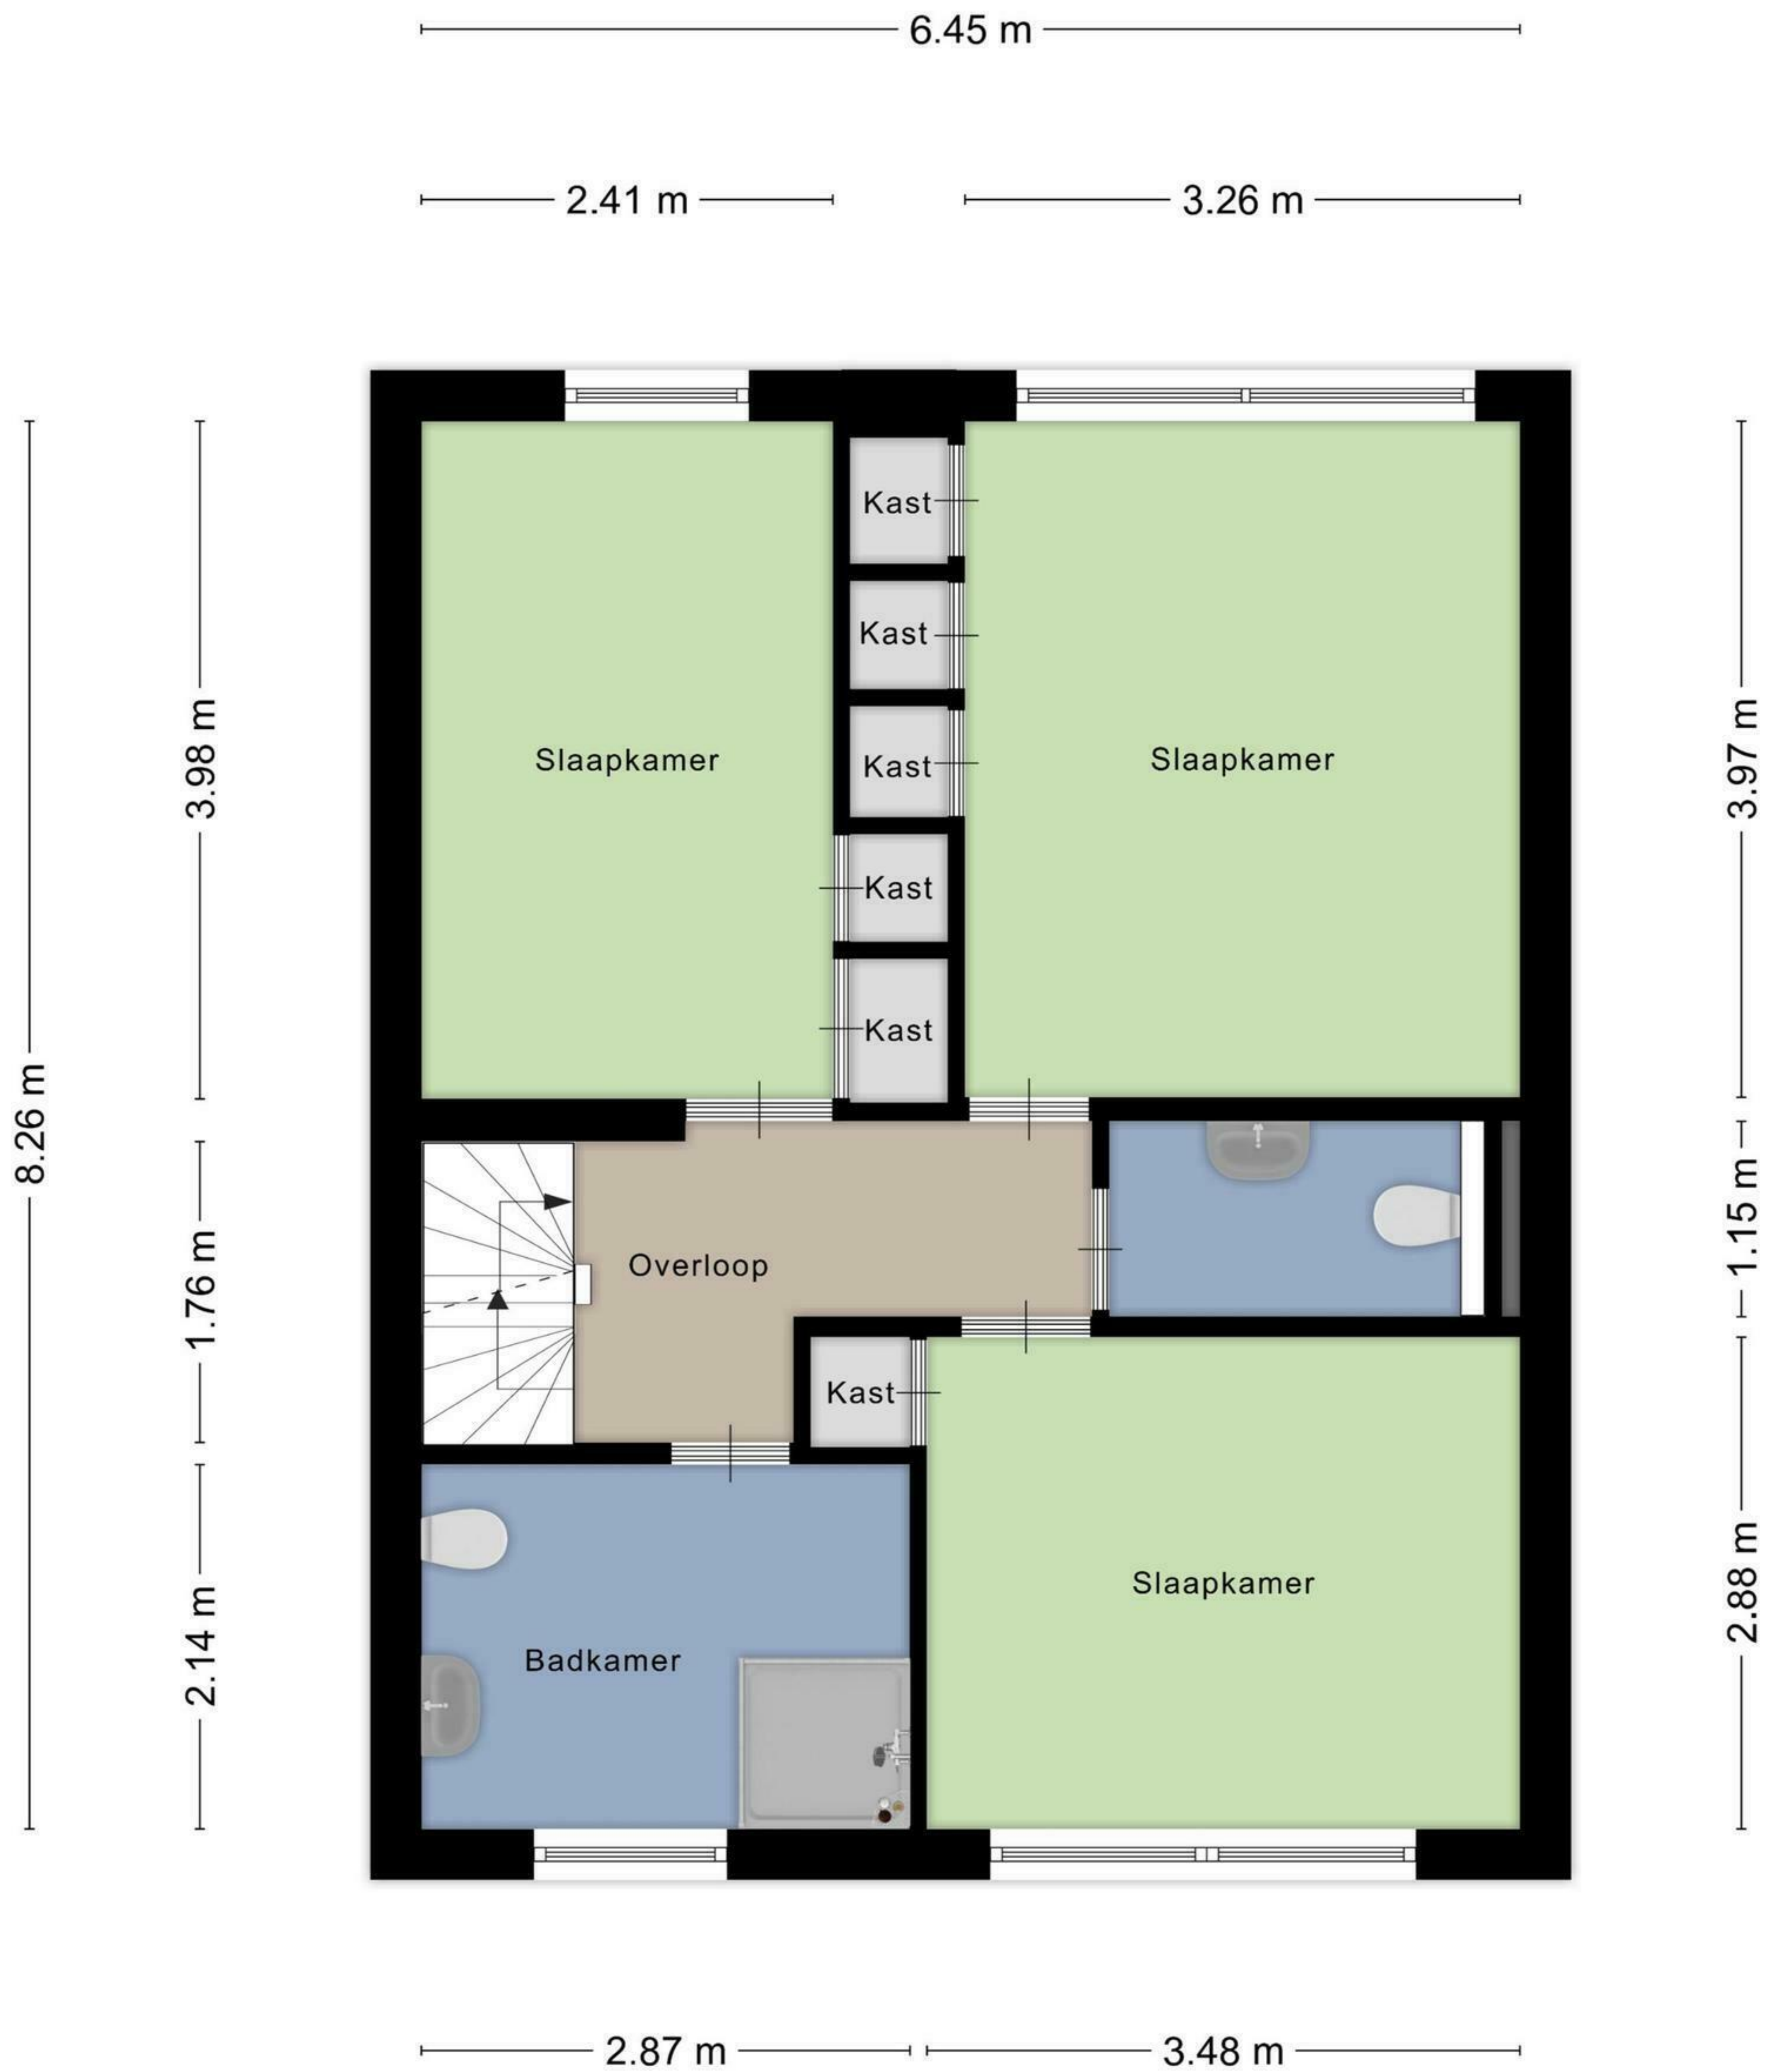 6.45 m
2.41 m
3.26 m
Kast
Kast
Slaapkamer
Kast
Slaapkamer
3.98 m
3.97 m
Kast
Kast
8.26 m
1.76 m
Overloop
1.15 m
Kast
2.14 m
Badkamer
Slaapkamer
2.88 m
2.87 m
3.48 m